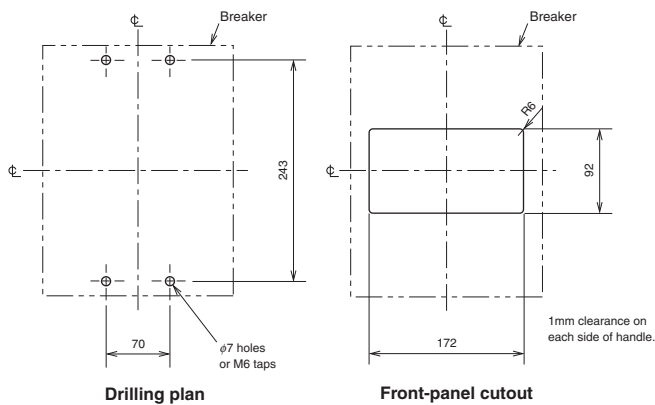 ℄
Breaker
℄
243
70
φ7 holes
or M6 taps
Drilling plan
℄
Breaker
R6
℄
92
172
1mm clearance on
each side of handle.
Front-panel cutout